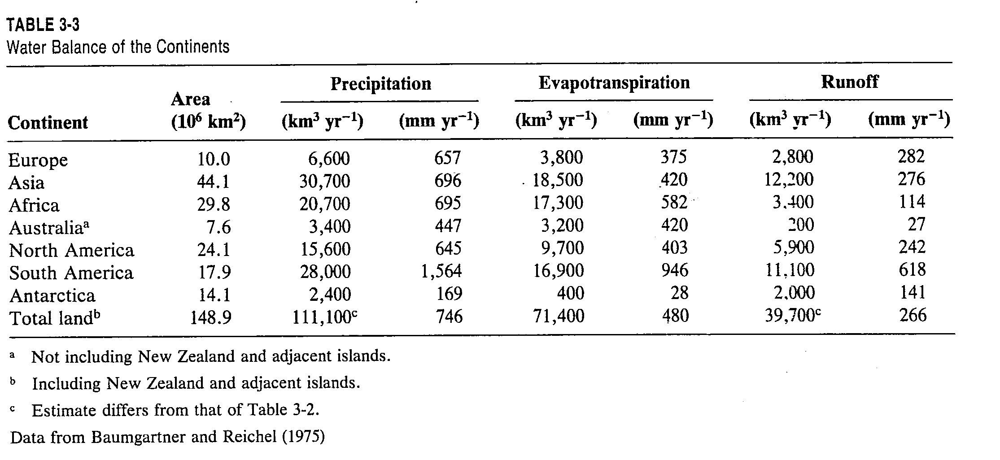 TABLE 3-3
Water Balance of the Continents
Precipitation Evapotranspiration Runoff
Area
Continent (10⁶ km²) (km³ yr⁻¹) (mm yr⁻¹) (km³ yr⁻¹) (mm yr⁻¹) (km³ yr⁻¹) (mm yr⁻¹)
Europe 10.0 6,600 657 3,800 375 2,800 282
Asia 44.1 30,700 696 18,500 420 12,200 276
Africa 29.8 20,700 695 17,300 582 3,400 114
Australiaᵃ 7.6 3,400 447 3,200 420 200 27
North America 24.1 15,600 645 9,700 403 5,900 242
South America 17.9 28,000 1,564 16,900 946 11,100 618
Antarctica 14.1 2,400 169 400 28 2,000 141
Total landᵇ 148.9 111,100ᶜ 746 71,400 480 39,700ᶜ 266
ᵃ Not including New Zealand and adjacent islands.
ᵇ Including New Zealand and adjacent islands.
ᶜ Estimate differs from that of Table 3-2.
Data from Baumgartner and Reichel (1975)